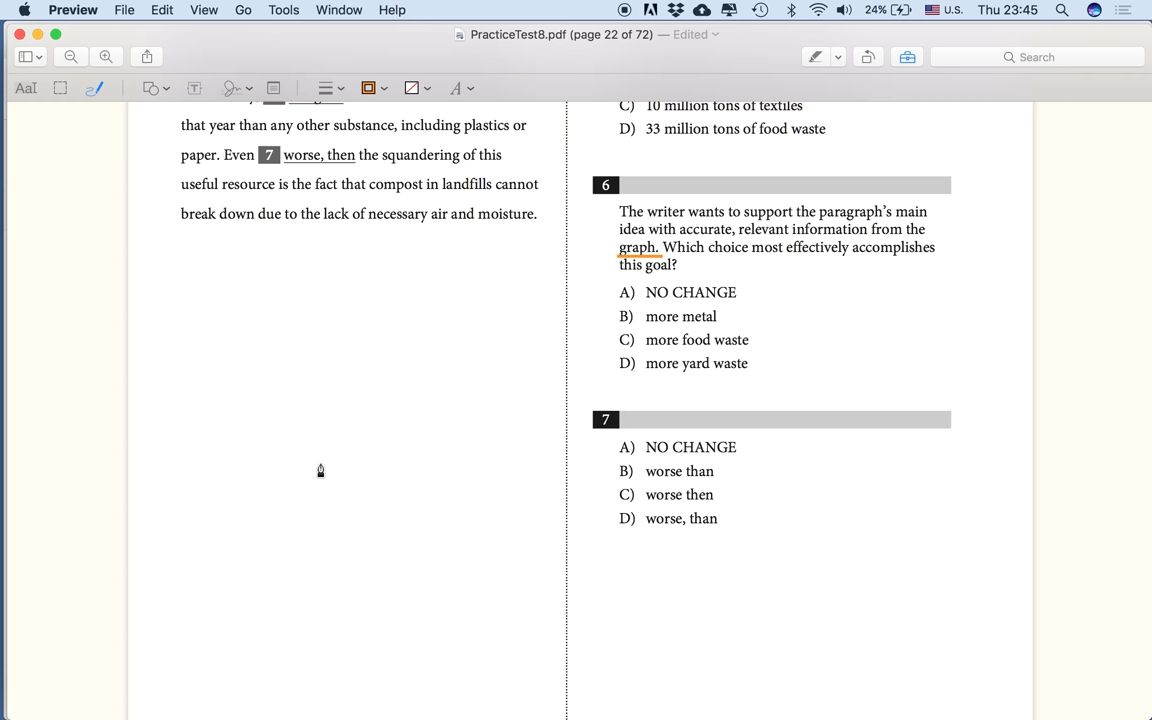 Preview File Edit View Go Tools Window Help 24% U.S. Thu 23:45
PracticeTest8.pdf (page 22 of 72) — Edited
Search
AaI T A
that year than any other substance, including plastics or
paper. Even 7 worse, then the squandering of this
useful resource is the fact that compost in landfills cannot
break down due to the lack of necessary air and moisture.
C) 10 million tons of textiles
D) 33 million tons of food waste
6
The writer wants to support the paragraph’s main
idea with accurate, relevant information from the
graph. Which choice most effectively accomplishes
this goal?
A) NO CHANGE
B) more metal
C) more food waste
D) more yard waste
7
A) NO CHANGE
B) worse than
C) worse then
D) worse, than